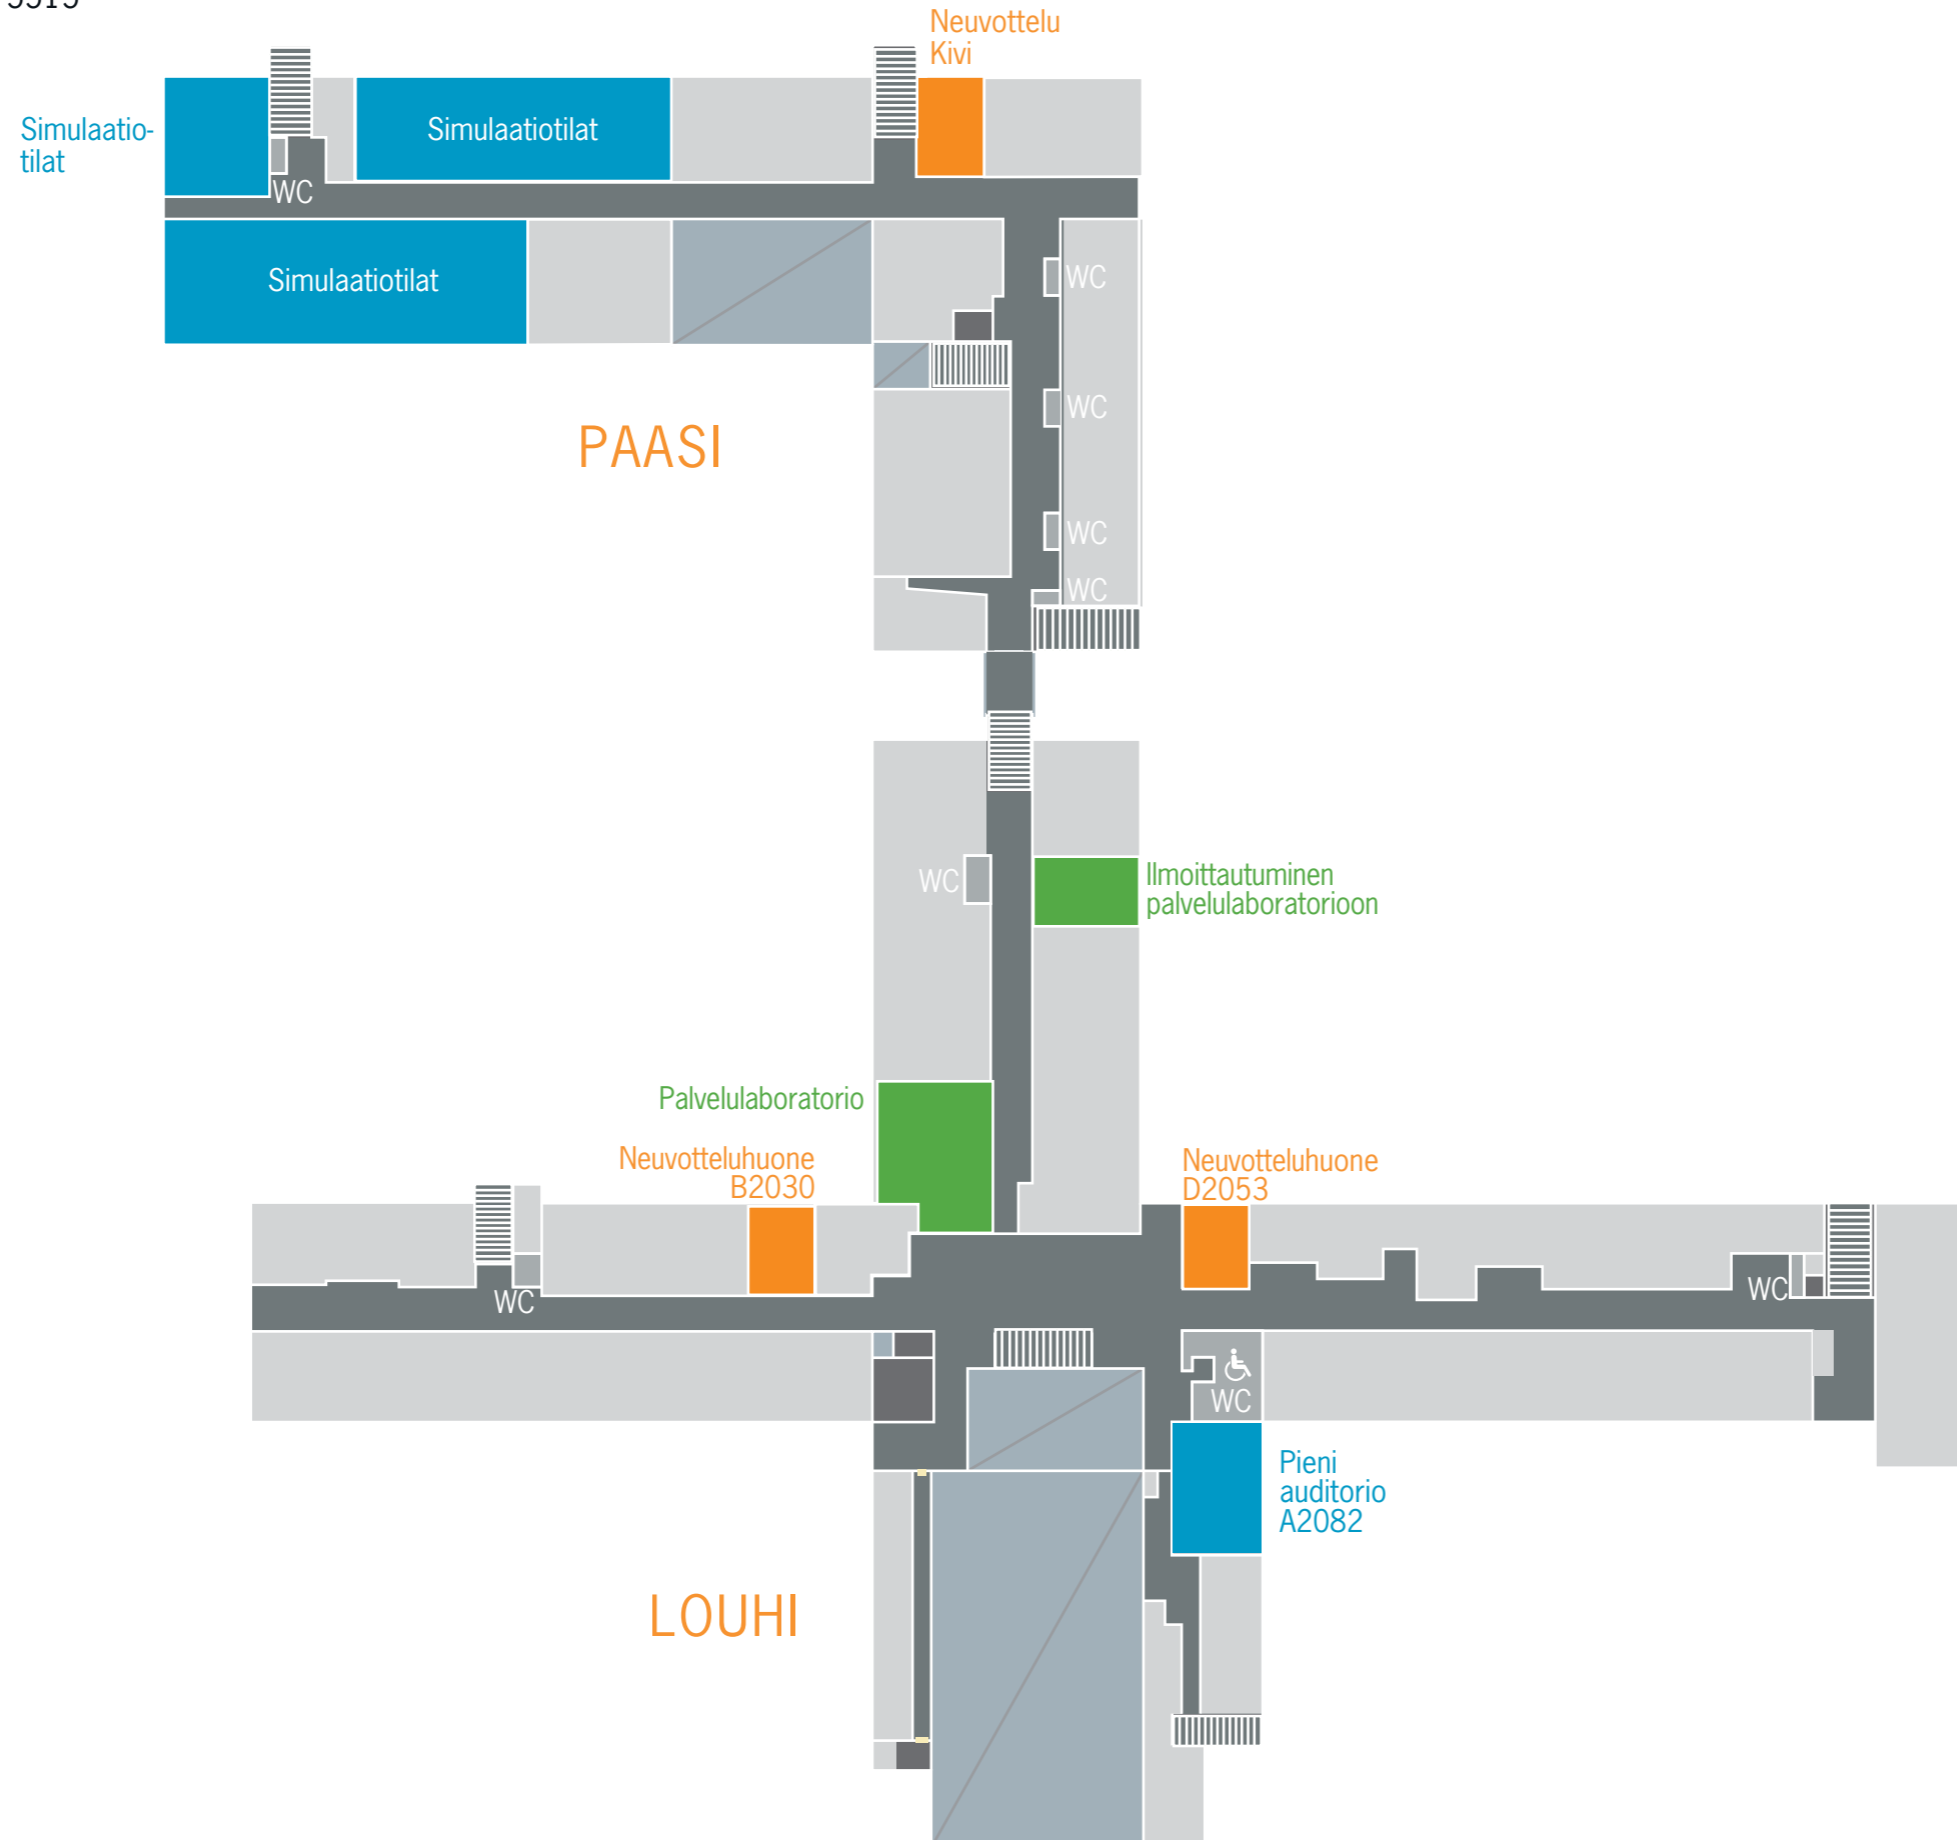 Neuvottelu
Kivi
Simulaatio-
tilat
Simulaatiotilat
WC
Simulaatiotilat
WC
WC
PAASI
WC
WC
WC
Ilmoittautuminen
palvelulaboratorioon
Palvelulaboratorio
Neuvotteluhuone
B2030
Neuvotteluhuone
D2053
WC
WC
WC
Pieni
auditorio
A2082
LOUHI